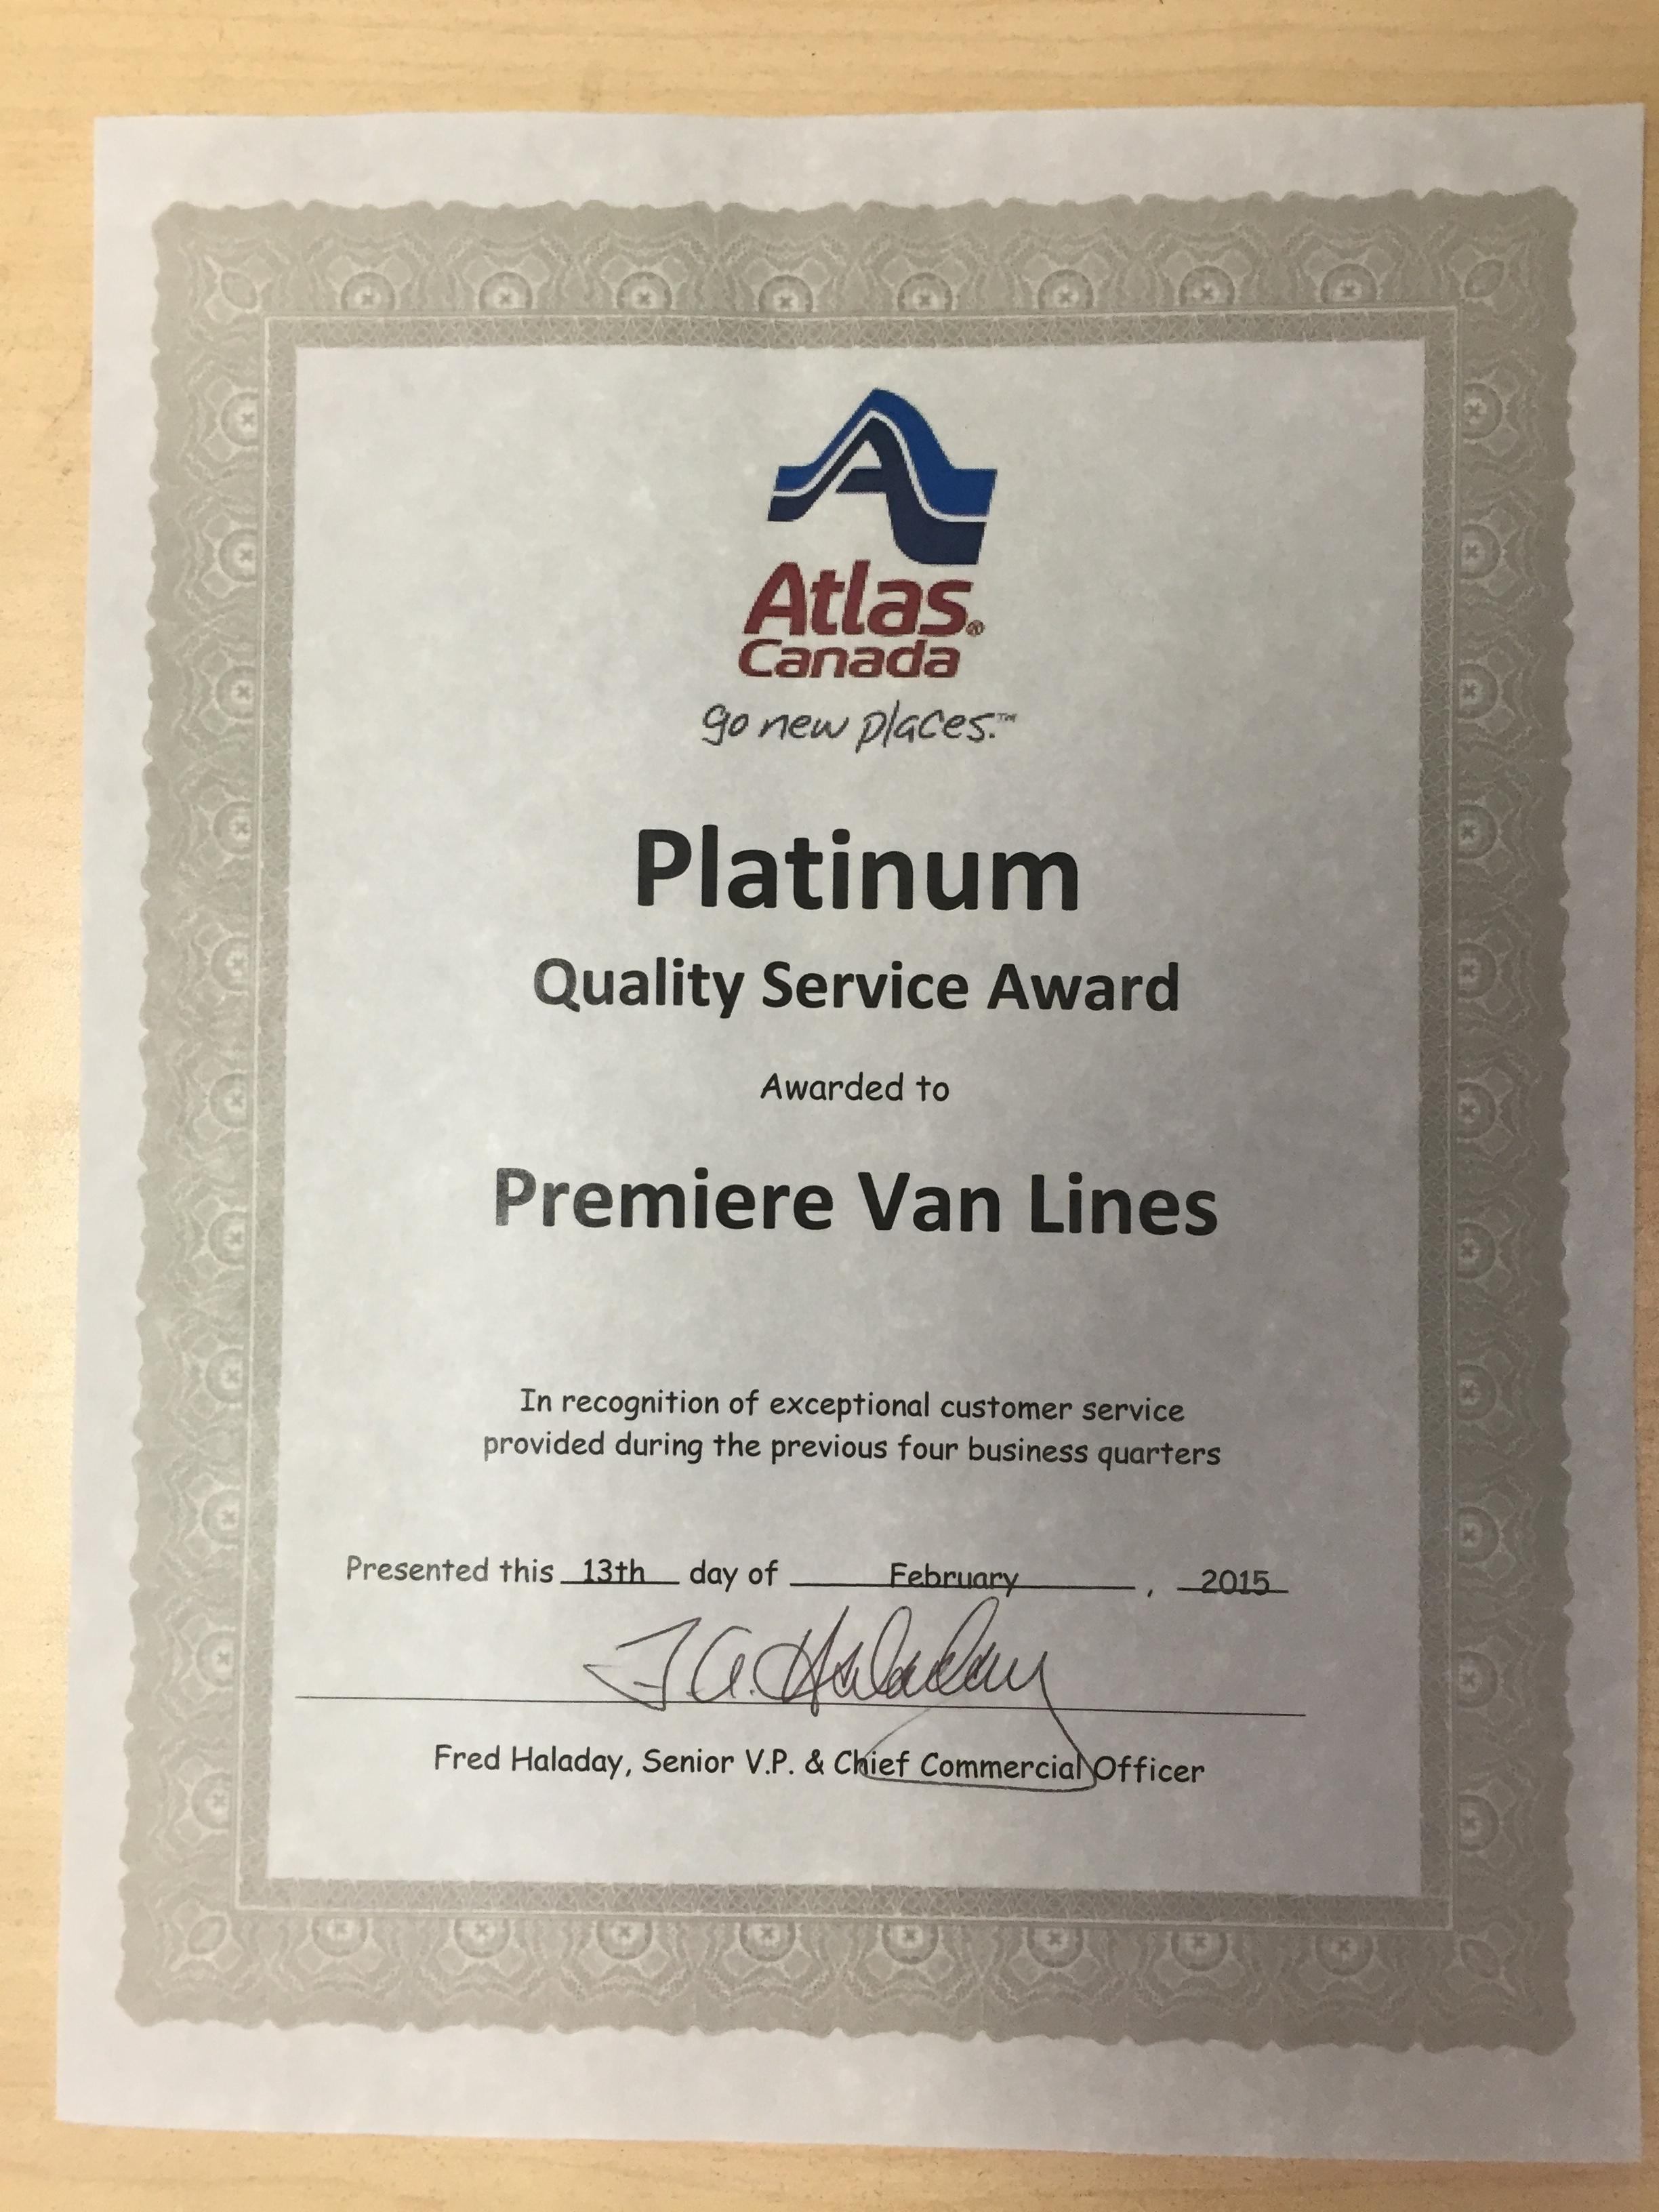 Atlas®
Canada
go new places.™
Platinum
Quality Service Award
Awarded to
Premiere Van Lines
In recognition of exceptional customer service
provided during the previous four business quarters
Presented this 13th day of February, 2015
F.A. Haladay
Fred Haladay, Senior V.P. & Chief Commercial Officer